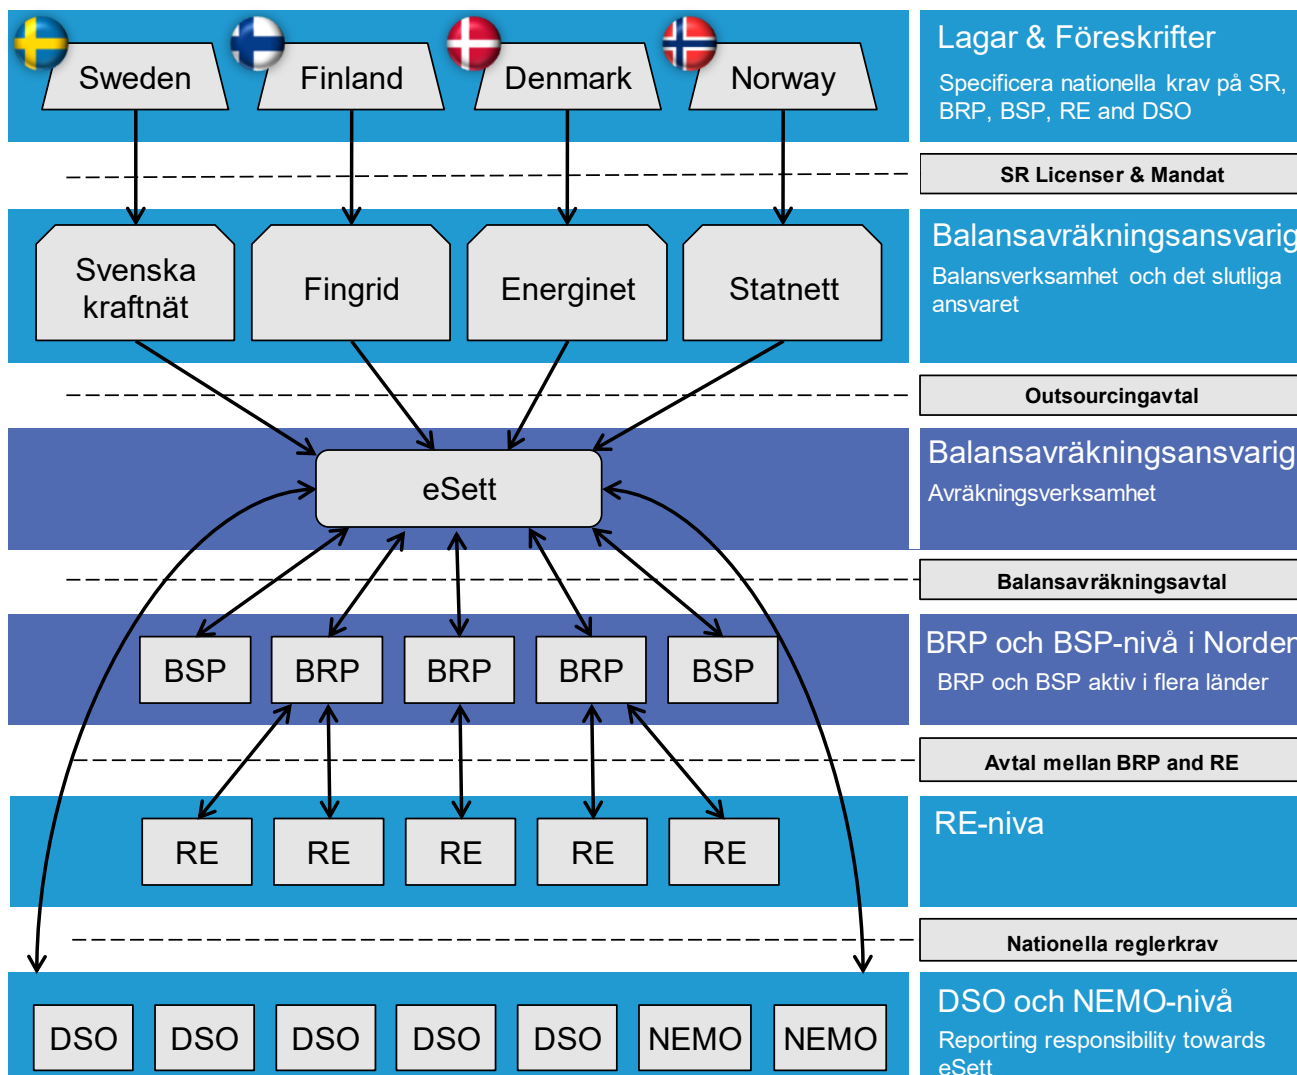 Sweden
Finland
Denmark
Norway
Lagar & Föreskrifter
Specificera nationella krav på SR,
BRP, BSP, RE and DSO
SR Licenser & Mandat
Svenska
kraftnät
Fingrid
Energinet
Statnett
Balansavräkningsansvarig
Balansverksamhet och det slutliga
ansvaret
Outsourcingavtal
eSett
Balansavräkningsansvarig
Avräkningsverksamhet
Balansavräkningsavtal
BSP
BRP
BRP
BRP
BSP
BRP och BSP-nivå i Norden
BRP och BSP aktiv i flera länder
Avtal mellan BRP and RE
RE
RE
RE
RE
RE
RE-niva
Nationella reglerkrav
DSO
DSO
DSO
DSO
DSO
NEMO
NEMO
DSO och NEMO-nivå
Reporting responsibility towards
eSett